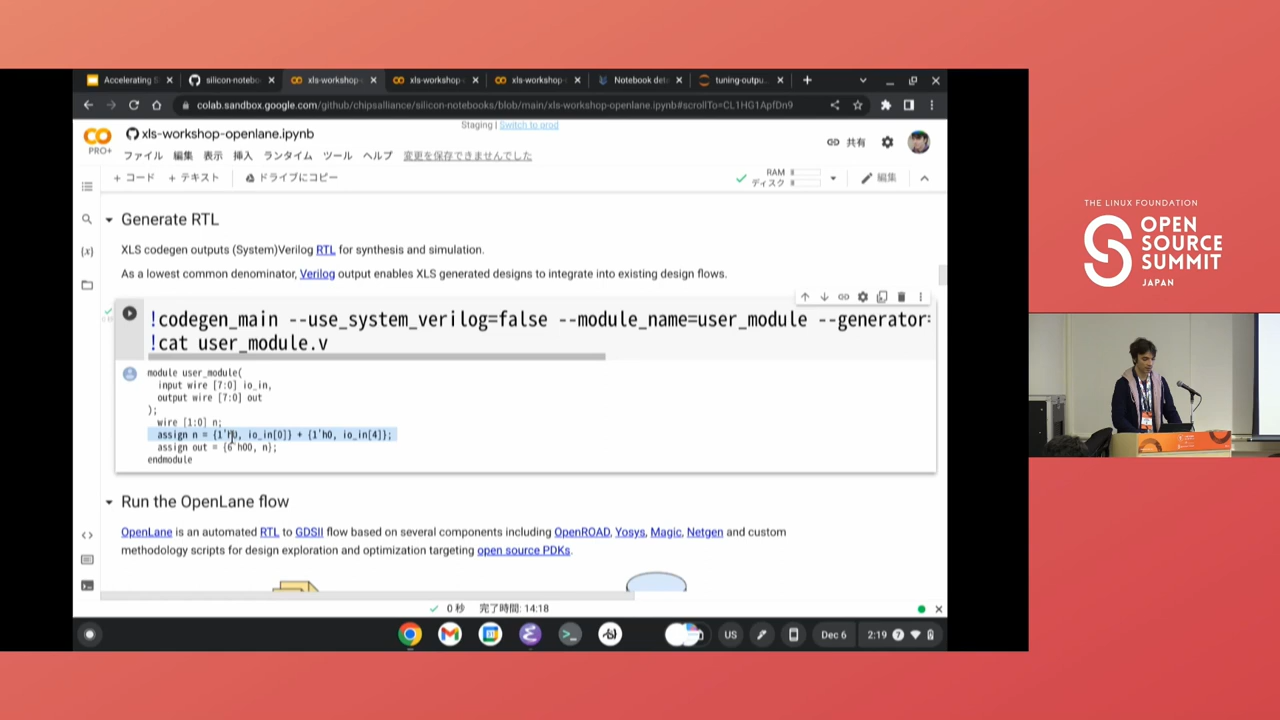 Accelerating S
silicon-notebo
xls-workshop-
xls-workshop-
xls-workshop-
Notebook deta
tuning-outpu
colab.sandbox.google.com/github/chipsalliance/silicon-notebooks/blob/main/xls-workshop-openlane.ipynb#scrollTo=CL1HG1ApfDn9
PRO+
xls-workshop-openlane.ipynb
Staging | Switch to prod
共有
ファイル 編集 表示 挿入 ランタイム ツール ヘルプ 変更を保存できませんでした
+ コード + テキスト ドライブにコピー
RAM
ディスク
編集
Generate RTL
XLS codegen outputs (System)Verilog RTL for synthesis and simulation.
As a lowest common denominator, Verilog output enables XLS generated designs to integrate into existing design flows.
!codegen_main --use_system_verilog=false --module_name=user_module --generator=
!cat user_module.v
module user_module(
input wire [7:0] io_in,
output wire [7:0] out
);
wire [1:0] n;
assign n = {1'h0, io_in[0]} + {1'h0, io_in[4]};
assign out = {6'h00, n};
endmodule
Run the OpenLane flow
OpenLane is an automated RTL to GDSII flow based on several components including OpenROAD, Yosys, Magic, Netgen and custom
methodology scripts for design exploration and optimization targeting open source PDKs.
0 秒 完了時間: 14:18
US
Dec 6
2:19
THE LINUX FOUNDATION
OPEN
SOURCE
SUMMIT
JAPAN